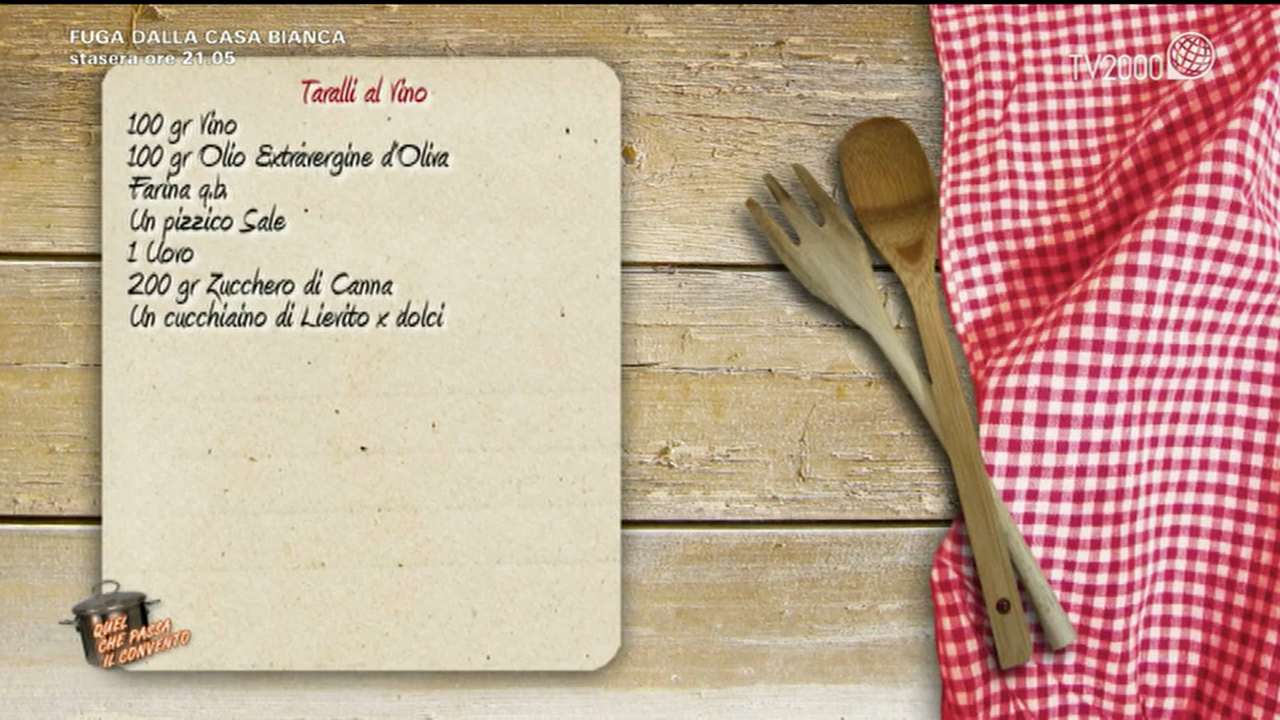 FUGA DALLA CASA BIANCA
stasera ore 21.05
TV2000
Taralli al Vino
100 gr Vino
100 gr Olio Extravergine d'Oliva
Farina q.b.
Un pizzico Sale
1 Uovo
200 gr Zucchero di Canna
Un cucchiaino di Lievito x dolci
QUEL
CHE PASSA
IL CONVENTO